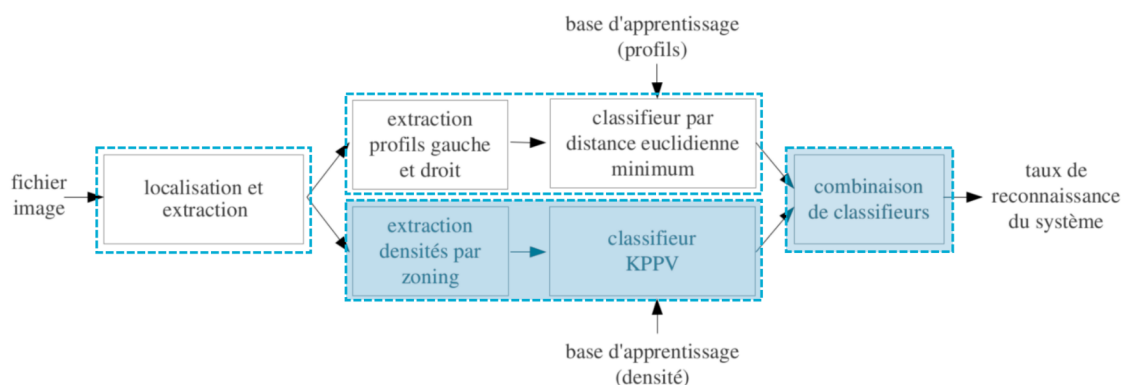 base d'apprentissage
(profils)
fichier
image
localisation et
extraction
extraction
profils gauche
et droit
classifieur par
distance euclidienne
minimum
extraction
densités par
zoning
classifieur
KPPV
combinaison
de classifieurs
taux de
reconnaissance
du système
base d'apprentissage
(densité)